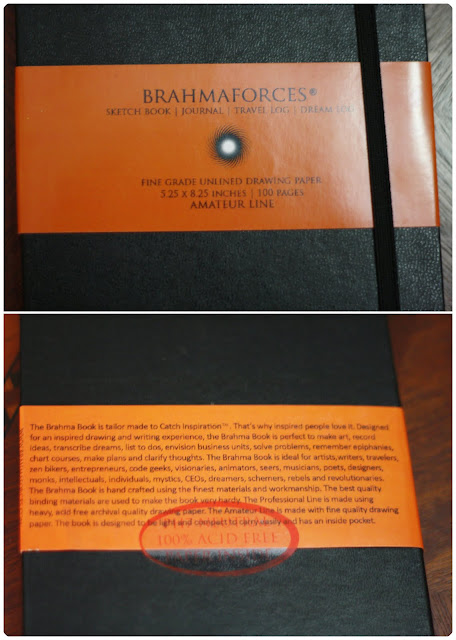 BRAHMAFORCES®
SKETCH BOOK | JOURNAL | TRAVEL LOG | DREAM LOG
FINE GRADE UNLINED DRAWING PAPER
5.25 X 8.25 INCHES | 100 PAGES
AMATEUR LINE
The Brahma Book is tailor made to Catch Inspiration™. That's why inspired people love it. Designed
for an inspired drawing and writing experience, the Brahma Book is perfect to make art, record
ideas, transcribe dreams, list to dos, envision business units, solve problems, remember epiphanies,
chart courses, make plans and clarify thoughts. The Brahma Book is ideal for artists,writers, travelers,
zen bikers, entrepreneurs, code geeks, visionaries, animators, seers, musicians, poets, designers,
monks, intellectuals, individuals, mystics, CEOs, dreamers, schemers, rebels and revolutionaries.
The Brahma Book is hand crafted using the finest materials and workmanship. The best quality
binding materials are used to make the book very hardy. The Professional Line is made using
heavy, acid free archival quality drawing paper. The Amateur Line is made with fine quality drawing
paper. The book is designed to be light and compact to carry easily and has an inside pocket.
100% ACID FREE